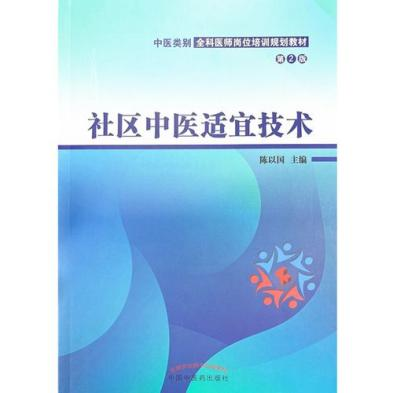 中医类别 全科医师岗位培训规划教材
第2版
社区中医适宜技术
陈以国 主编
中国中医药出版社